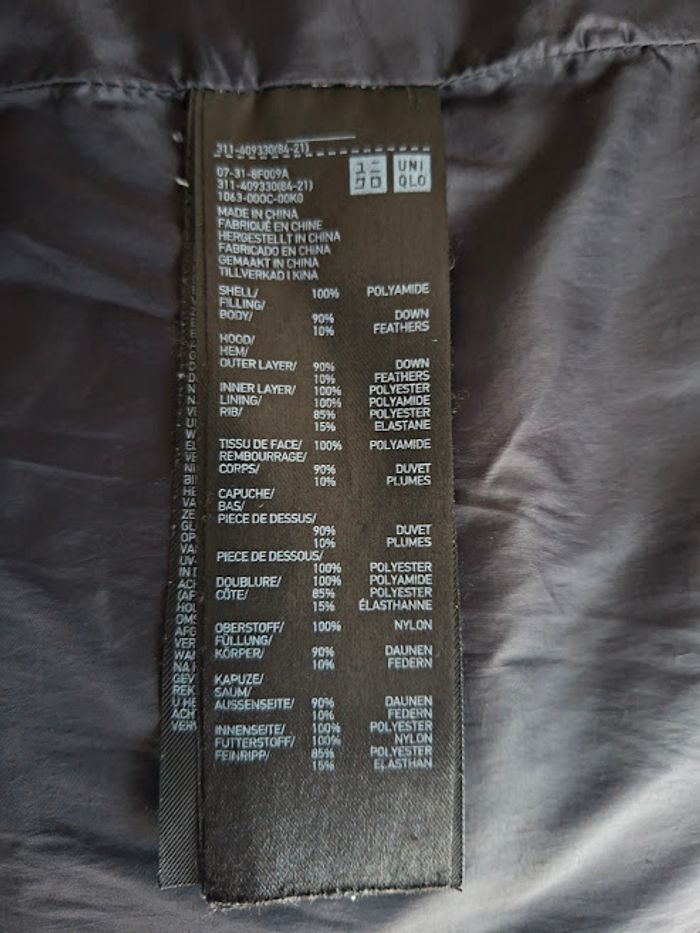 311-409330(84-21)
ユニ
クロ
UNI
QLO
07-31-8F009A
311-409330(84-21)
1063-000C-00K0
MADE IN CHINA
FABRIQUÉ EN CHINE
HERGESTELLT IN CHINA
FABRICADO EN CHINA
GEMAAKT IN CHINA
TILLVERKAD I KINA
SHELL/ 100% POLYAMIDE
FILLING/
BODY/ 90% DOWN
10% FEATHERS
HOOD/
HEM/
OUTER LAYER/ 90% DOWN
10% FEATHERS
INNER LAYER/ 100% POLYESTER
LINING/ 100% POLYAMIDE
RIB/ 85% POLYESTER
15% ELASTANE
TISSU DE FACE/ 100% POLYAMIDE
REMBOURRAGE/
CORPS/ 90% DUVET
10% PLUMES
CAPUCHE/
BAS/
PIECE DE DESSUS/
90% DUVET
10% PLUMES
PIECE DE DESSOUS/
100% POLYESTER
DOUBLURE/ 100% POLYAMIDE
CÔTE/ 85% POLYESTER
15% ÉLASTHANNE
OBERSTOFF/ 100% NYLON
FÜLLUNG/
KÖRPER/ 90% DAUNEN
10% FEDERN
KAPUZE/
SAUM/
AUSSENSEITE/ 90% DAUNEN
10% FEDERN
INNENSEITE/ 100% POLYESTER
FUTTERSTOFF/ 100% NYLON
FEINRIPP/ 85% POLYESTER
15% ELASTHAN